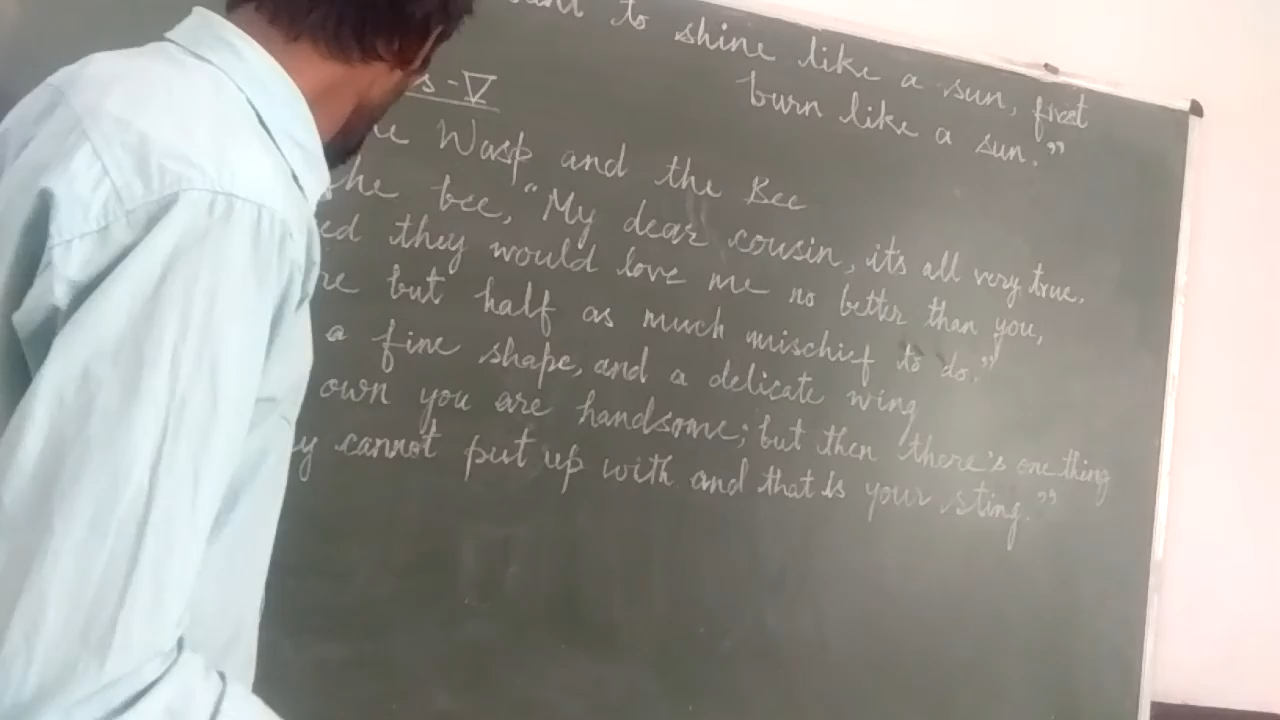 to shine like a sun, first
burn like a sun."
s-V
Wasp and the Bee
the bee, "My dear cousin, its all very true.
they would love me no better than you,
but half as much mischief to do."
a fine shape, and a delicate wing
own you are handsome; but then there's one thing
cannot put up with and that is your sting."